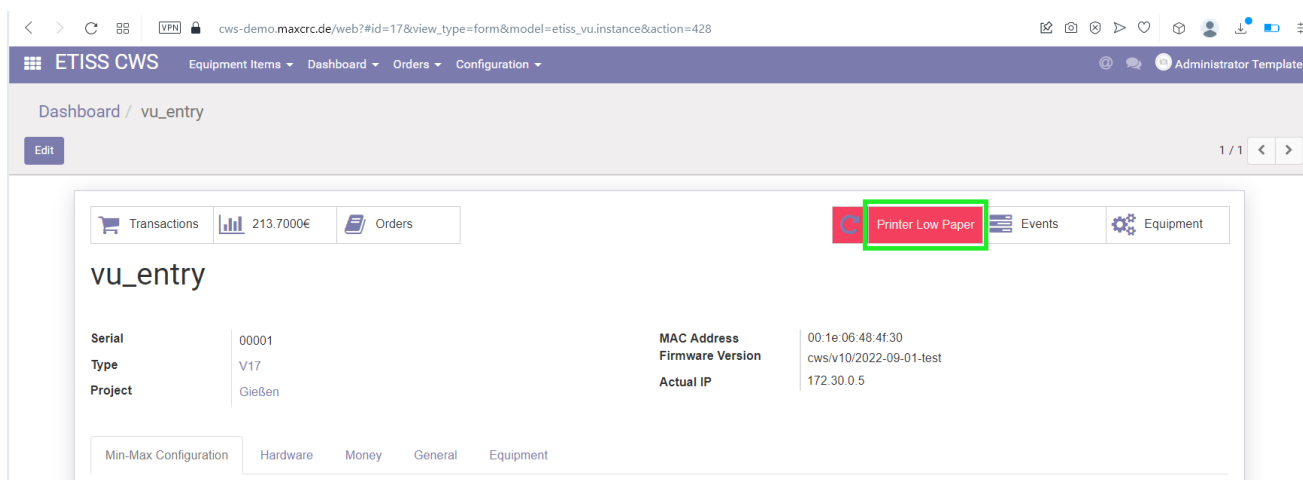 VPN cws-demo.maxcrc.de/web?#id=17&view_type=form&model=etiss_vu.instance&action=428
ETISS CWS Equipment Items Dashboard Orders Configuration @ Administrator Template
Dashboard / vu_entry
Edit 1 / 1
Transactions 213.7000€ Orders Printer Low Paper Events Equipment
vu_entry
Serial 00001 MAC Address 00:1e:06:48:4f:30
Type V17 Firmware Version cws/v10/2022-09-01-test
Project Gießen Actual IP 172.30.0.5
Min-Max Configuration Hardware Money General Equipment